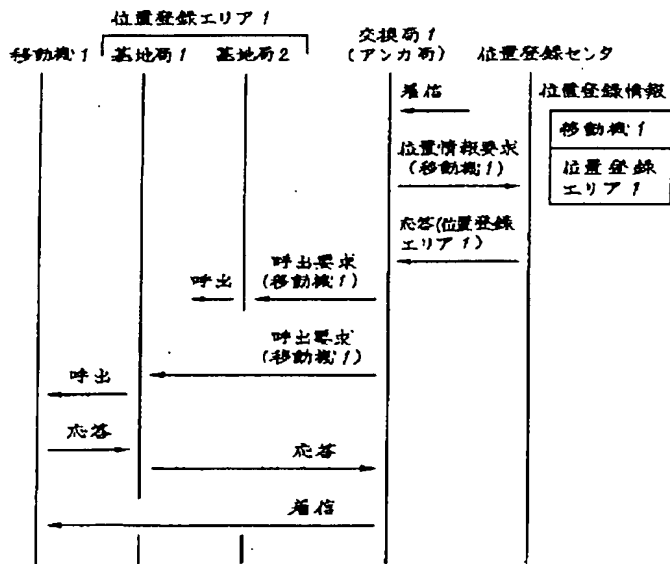 位置登録エリア1
交換局1
移動機1 基地局1 基地局2 (アンカ局) 位置登録センタ
着信
位置登録情報
移動機1
位置登録
エリア1
位置情報要求
(移動機1)
応答(位置登録
エリア1)
呼出要求
(移動機1)
呼出
呼出要求
(移動機1)
呼出
応答
応答
着信